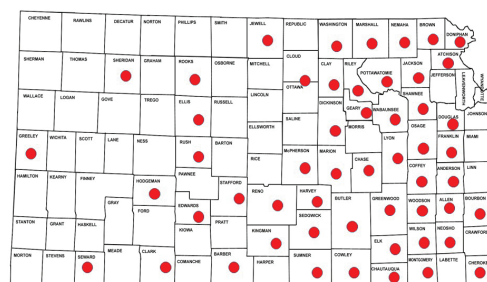 CHEYENNE RAWLINS DECATUR NORTON PHILLIPS SMITH JEWELL REPUBLIC WASHINGTON MARSHALL NEMAHA BROWN DONIPHAN
ATCHISON
SHERMAN THOMAS SHERIDAN GRAHAM ROOKS OSBORNE MITCHELL CLOUD CLAY RILEY POTTAWATOMIE JACKSON JEFFERSON LEAVENWORTH WYANDOTTE
OTTAWA
WALLACE LOGAN GOVE TREGO ELLIS RUSSELL LINCOLN DICKINSON GEARY WABAUNSEE SHAWNEE DOUGLAS JOHNSON
SALINE
ELLSWORTH MORRIS OSAGE FRANKLIN MIAMI
GREELEY WICHITA SCOTT LANE NESS RUSH BARTON LYON
RICE McPHERSON MARION CHASE COFFEY ANDERSON LINN
HAMILTON KEARNY FINNEY HODGEMAN PAWNEE STAFFORD
RENO HARVEY BUTLER GREENWOOD WOODSON ALLEN BOURBON
GRAY FORD EDWARDS SEDGWICK
STANTON GRANT HASKELL KIOWA PRATT KINGMAN WILSON NEOSHO CRAWFORD
ELK
MORTON STEVENS SEWARD MEADE CLARK COMANCHE BARBER HARPER SUMNER COWLEY CHAUTAUQUA MONTGOMERY LABETTE CHEROKE